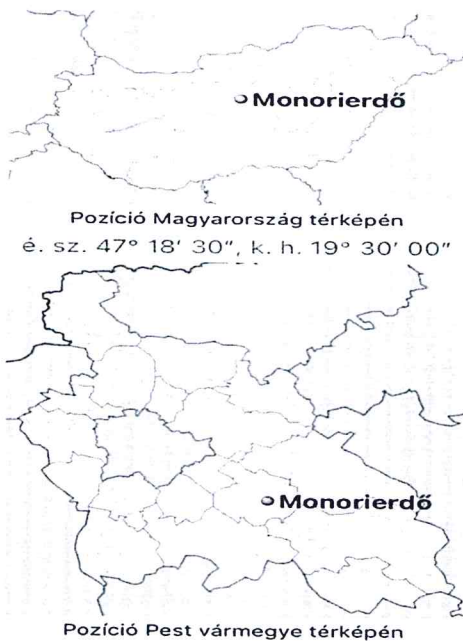 Monorierdő
Pozíció Magyarország térképén
é. sz. 47° 18′ 30″, k. h. 19° 30′ 00″
Monorierdő
Pozíció Pest vármegye térképén